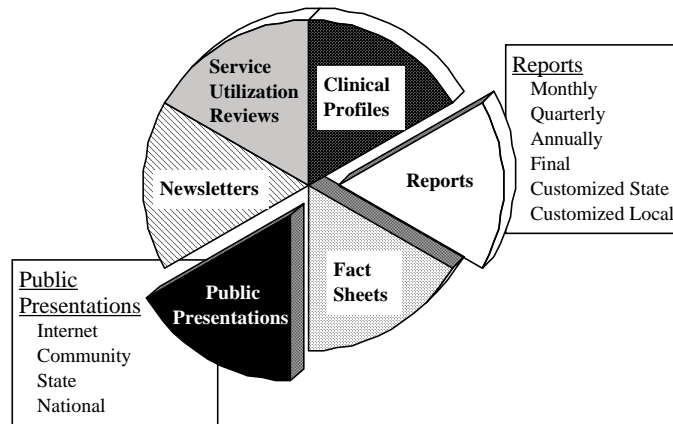 Service
Utilization
Reviews
Clinical
Profiles
Newsletters
Reports
Public
Presentations
Fact
Sheets
Reports
Monthly
Quarterly
Annually
Final
Customized State
Customized Local
Public
Presentations
Internet
Community
State
National